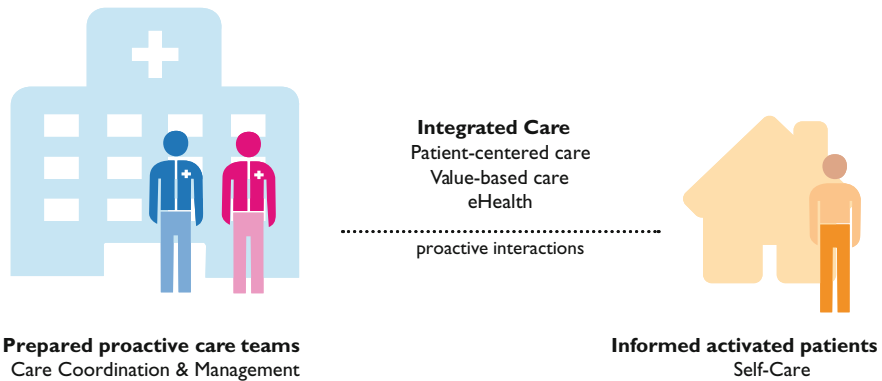 Integrated Care
Patient-centered care
Value-based care
eHealth
proactive interactions
Prepared proactive care teams
Care Coordination & Management
Informed activated patients
Self-Care